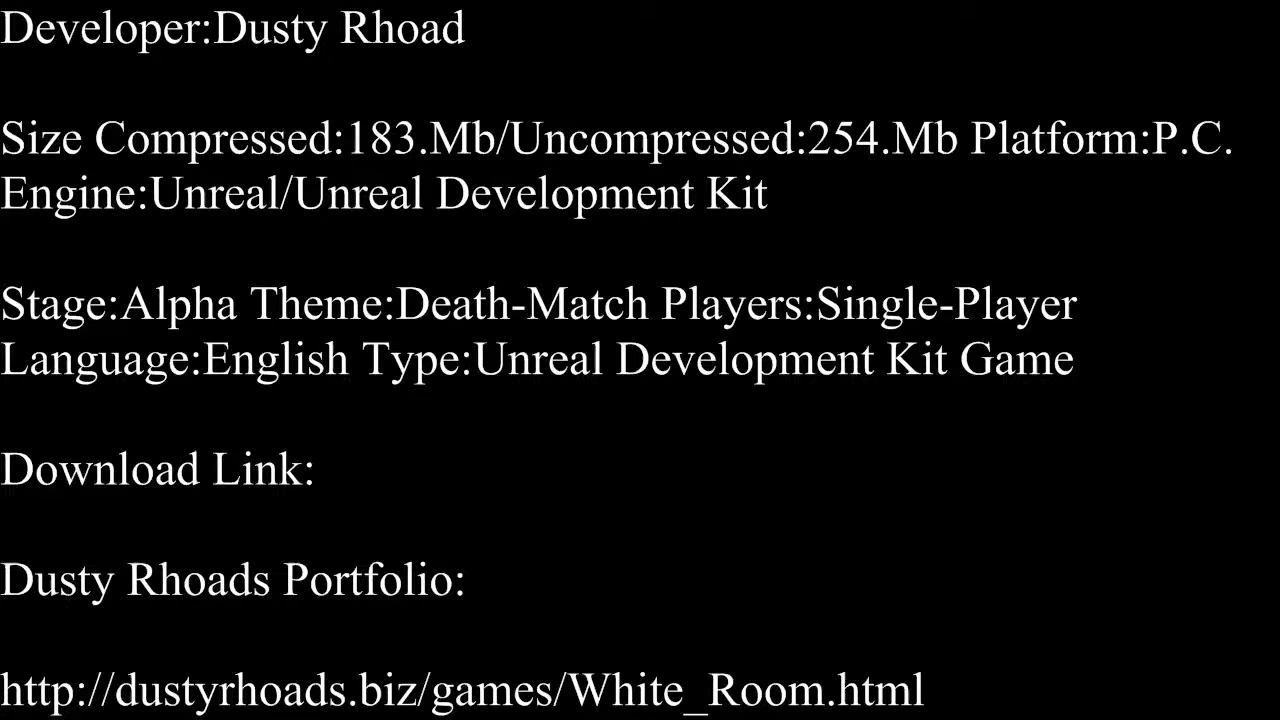 Developer:Dusty Rhoad
Size Compressed:183.Mb/Uncompressed:254.Mb Platform:P.C.
Engine:Unreal/Unreal Development Kit
Stage:Alpha Theme:Death-Match Players:Single-Player
Language:English Type:Unreal Development Kit Game
Download Link:
Dusty Rhoads Portfolio:
http://dustyrhoads.biz/games/White_Room.html